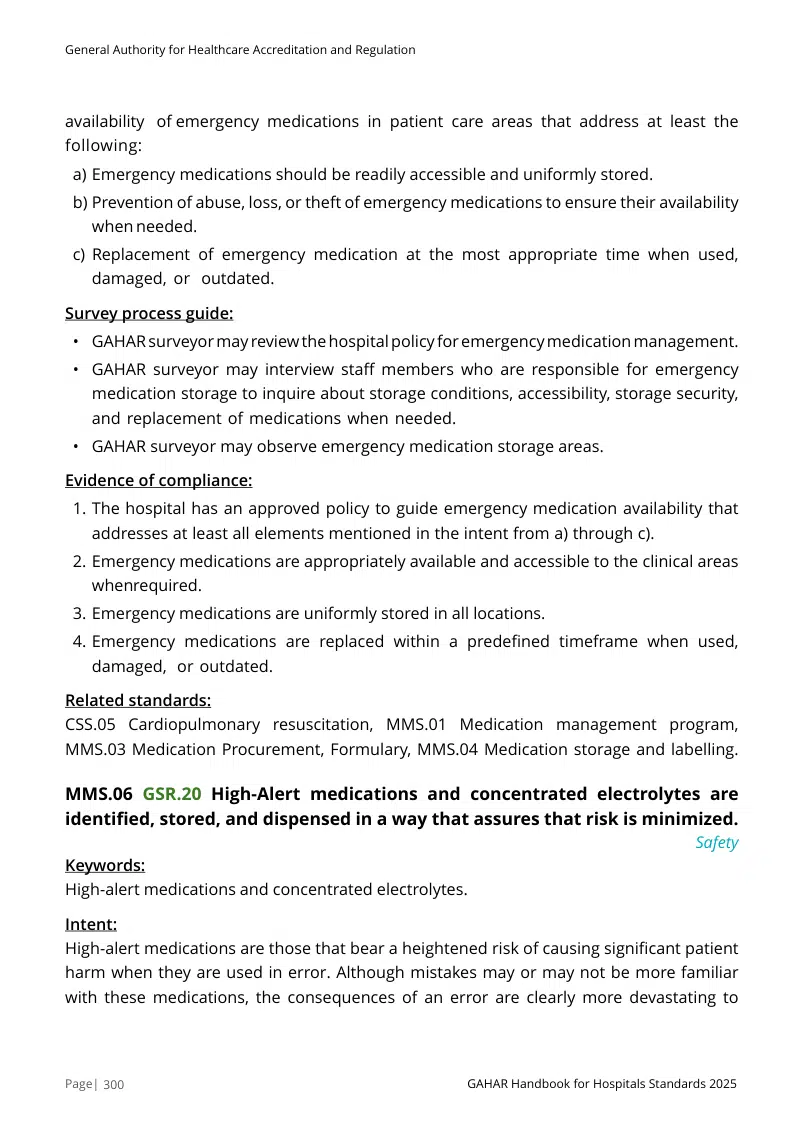 General Authority for Healthcare Accreditation and Regulation
availability of emergency medications in patient care areas that address at least the
following:
a) Emergency medications should be readily accessible and uniformly stored.
b) Prevention of abuse, loss, or theft of emergency medications to ensure their availability
when needed.
c) Replacement of emergency medication at the most appropriate time when used,
damaged, or outdated.
Survey process guide:
• GAHAR surveyor may review the hospital policy for emergency medication management.
• GAHAR surveyor may interview staff members who are responsible for emergency
medication storage to inquire about storage conditions, accessibility, storage security,
and replacement of medications when needed.
• GAHAR surveyor may observe emergency medication storage areas.
Evidence of compliance:
1. The hospital has an approved policy to guide emergency medication availability that
addresses at least all elements mentioned in the intent from a) through c).
2. Emergency medications are appropriately available and accessible to the clinical areas
whenrequired.
3. Emergency medications are uniformly stored in all locations.
4. Emergency medications are replaced within a predefined timeframe when used,
damaged, or outdated.
Related standards:
CSS.05 Cardiopulmonary resuscitation, MMS.01 Medication management program,
MMS.03 Medication Procurement, Formulary, MMS.04 Medication storage and labelling.
MMS.06 GSR.20 High-Alert medications and concentrated electrolytes are
identified, stored, and dispensed in a way that assures that risk is minimized.
Safety
Keywords:
High-alert medications and concentrated electrolytes.
Intent:
High-alert medications are those that bear a heightened risk of causing significant patient
harm when they are used in error. Although mistakes may or may not be more familiar
with these medications, the consequences of an error are clearly more devastating to
Page| 300
GAHAR Handbook for Hospitals Standards 2025